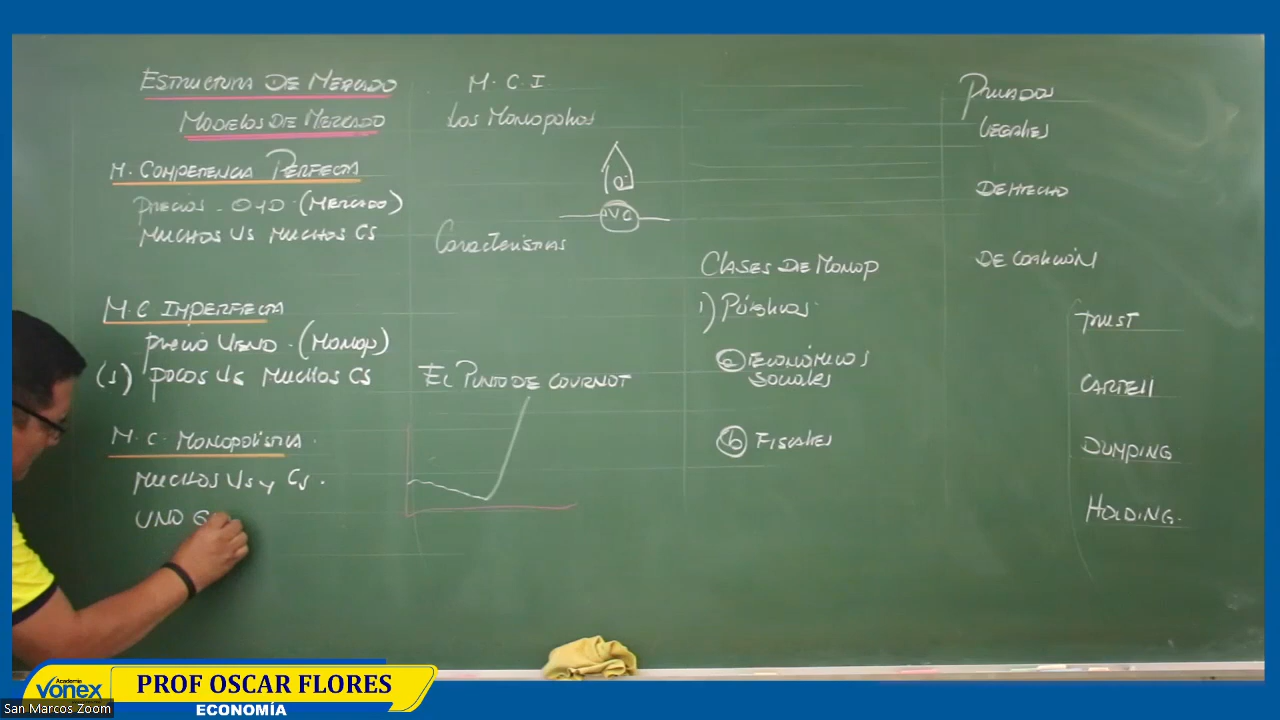 ESTRUCTURA DE MERCADO
MODELOS DE MERCADO
M. COMPETENCIA PERFECTA
PRECIOS - O y D - (MERCADO)
MUCHOS Vs MUCHOS Cs
M. C IMPERFECTA
PRECIO VEND - (MONOP)
(1) POCOS Vs MUCHOS Cs
M. C. MONOPOLÍSTICA.
MUCHOS Vs y Cs.
UNO
M. C. I.
Los Monopolios
Características
EL PUNTO DE COURNOT
CLASES DE MONOP
1) Públicos
a ECONÓMICOS
SOCIALES
b FISCALES
PRIVADOS
LEGALES
DE HECHO
DE COALICIÓN
TRUST
CARTELL
DUMPING
HOLDING.
Academia
vonex
PROF OSCAR FLORES
ECONOMÍA
San Marcos Zoom